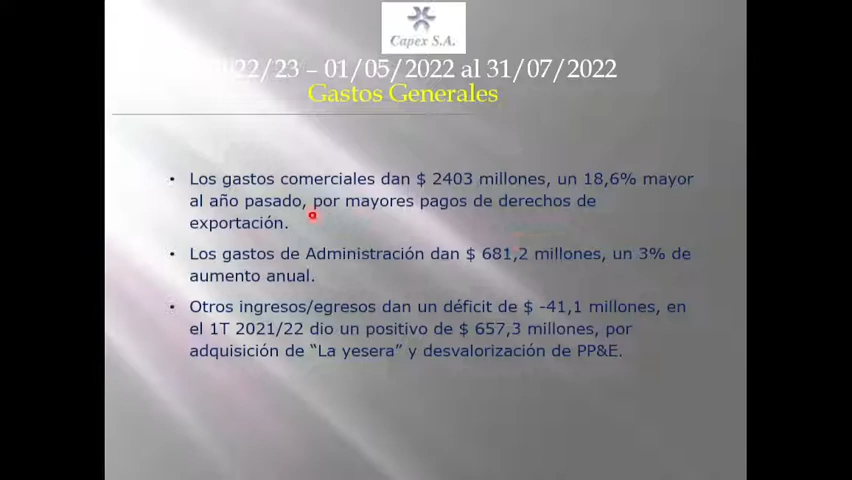 Capex S.A.
22/23 – 01/05/2022 al 31/07/2022
Gastos Generales
• Los gastos comerciales dan $ 2403 millones, un 18,6% mayor
al año pasado, por mayores pagos de derechos de
exportación.
• Los gastos de Administración dan $ 681,2 millones, un 3% de
aumento anual.
• Otros ingresos/egresos dan un déficit de $ -41,1 millones, en
el 1T 2021/22 dio un positivo de $ 657,3 millones, por
adquisición de “La yesera” y desvalorización de PP&E.